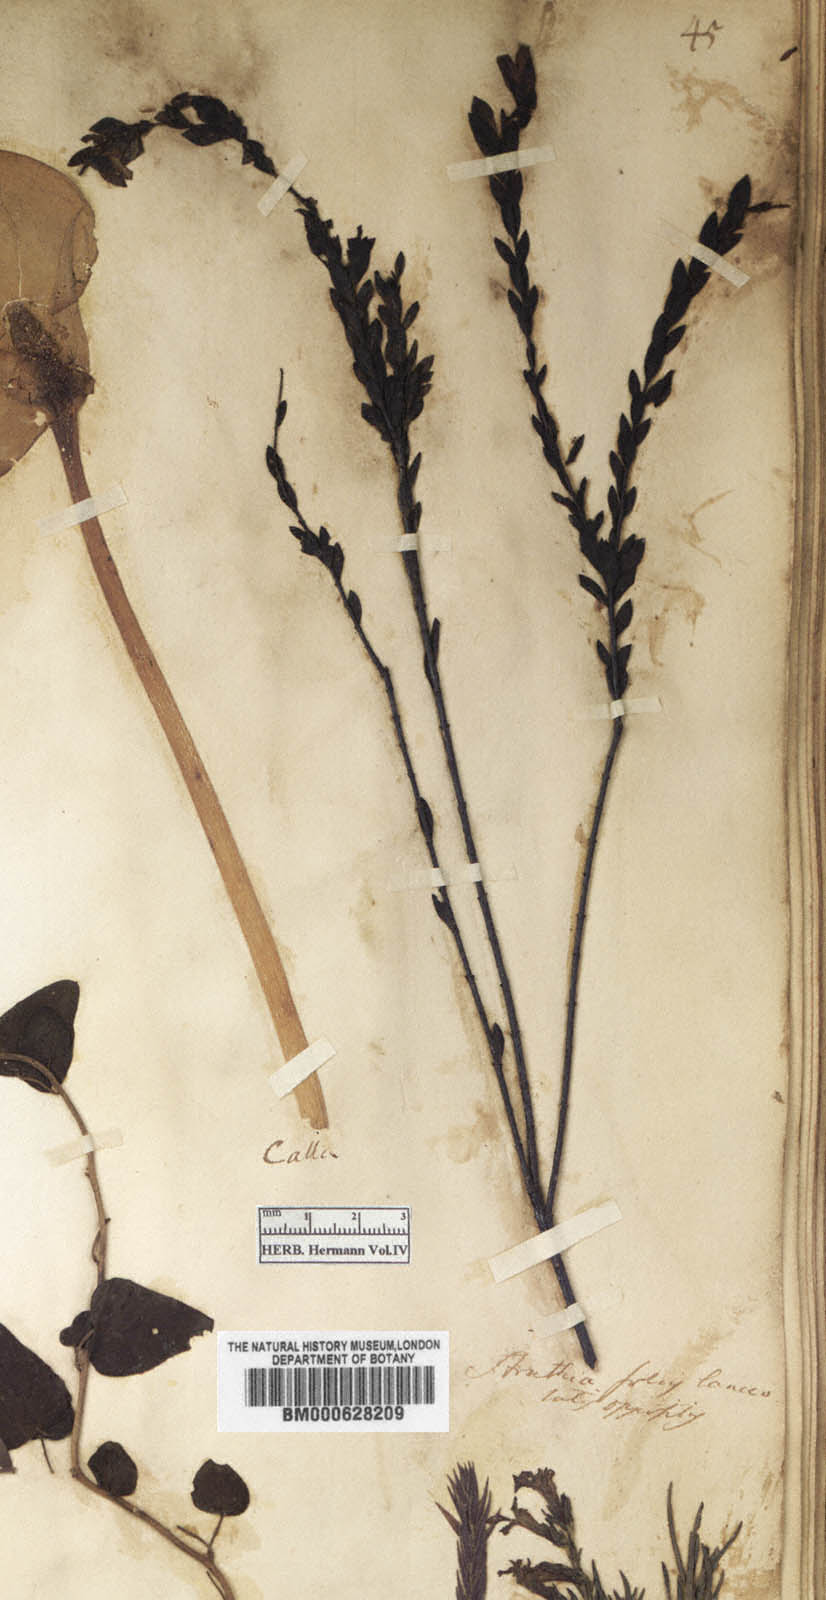 45
Calla
mm 1 2 3
HERB. Hermann Vol.IV
THE NATURAL HISTORY MUSEUM,LONDON
DEPARTMENT OF BOTANY
BM000628209
Struthia folijs lanceo
latis oppositis